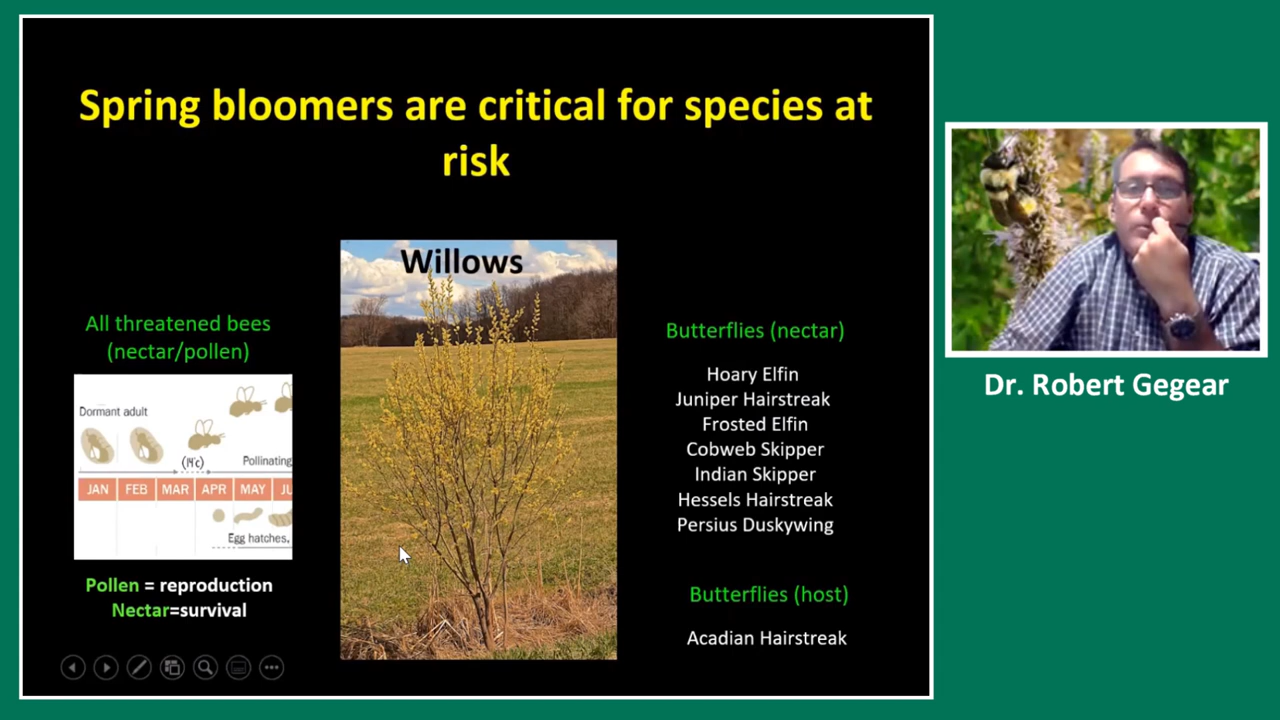 Spring bloomers are critical for species at
risk
Willows
All threatened bees
(nectar/pollen)
Dormant adult
(14°c)
Pollinating
JAN FEB MAR APR MAY JU
Egg hatches,
Pollen = reproduction
Nectar=survival
Butterflies (nectar)
Hoary Elfin
Juniper Hairstreak
Frosted Elfin
Cobweb Skipper
Indian Skipper
Hessels Hairstreak
Persius Duskywing
Butterflies (host)
Acadian Hairstreak
Dr. Robert Gegear